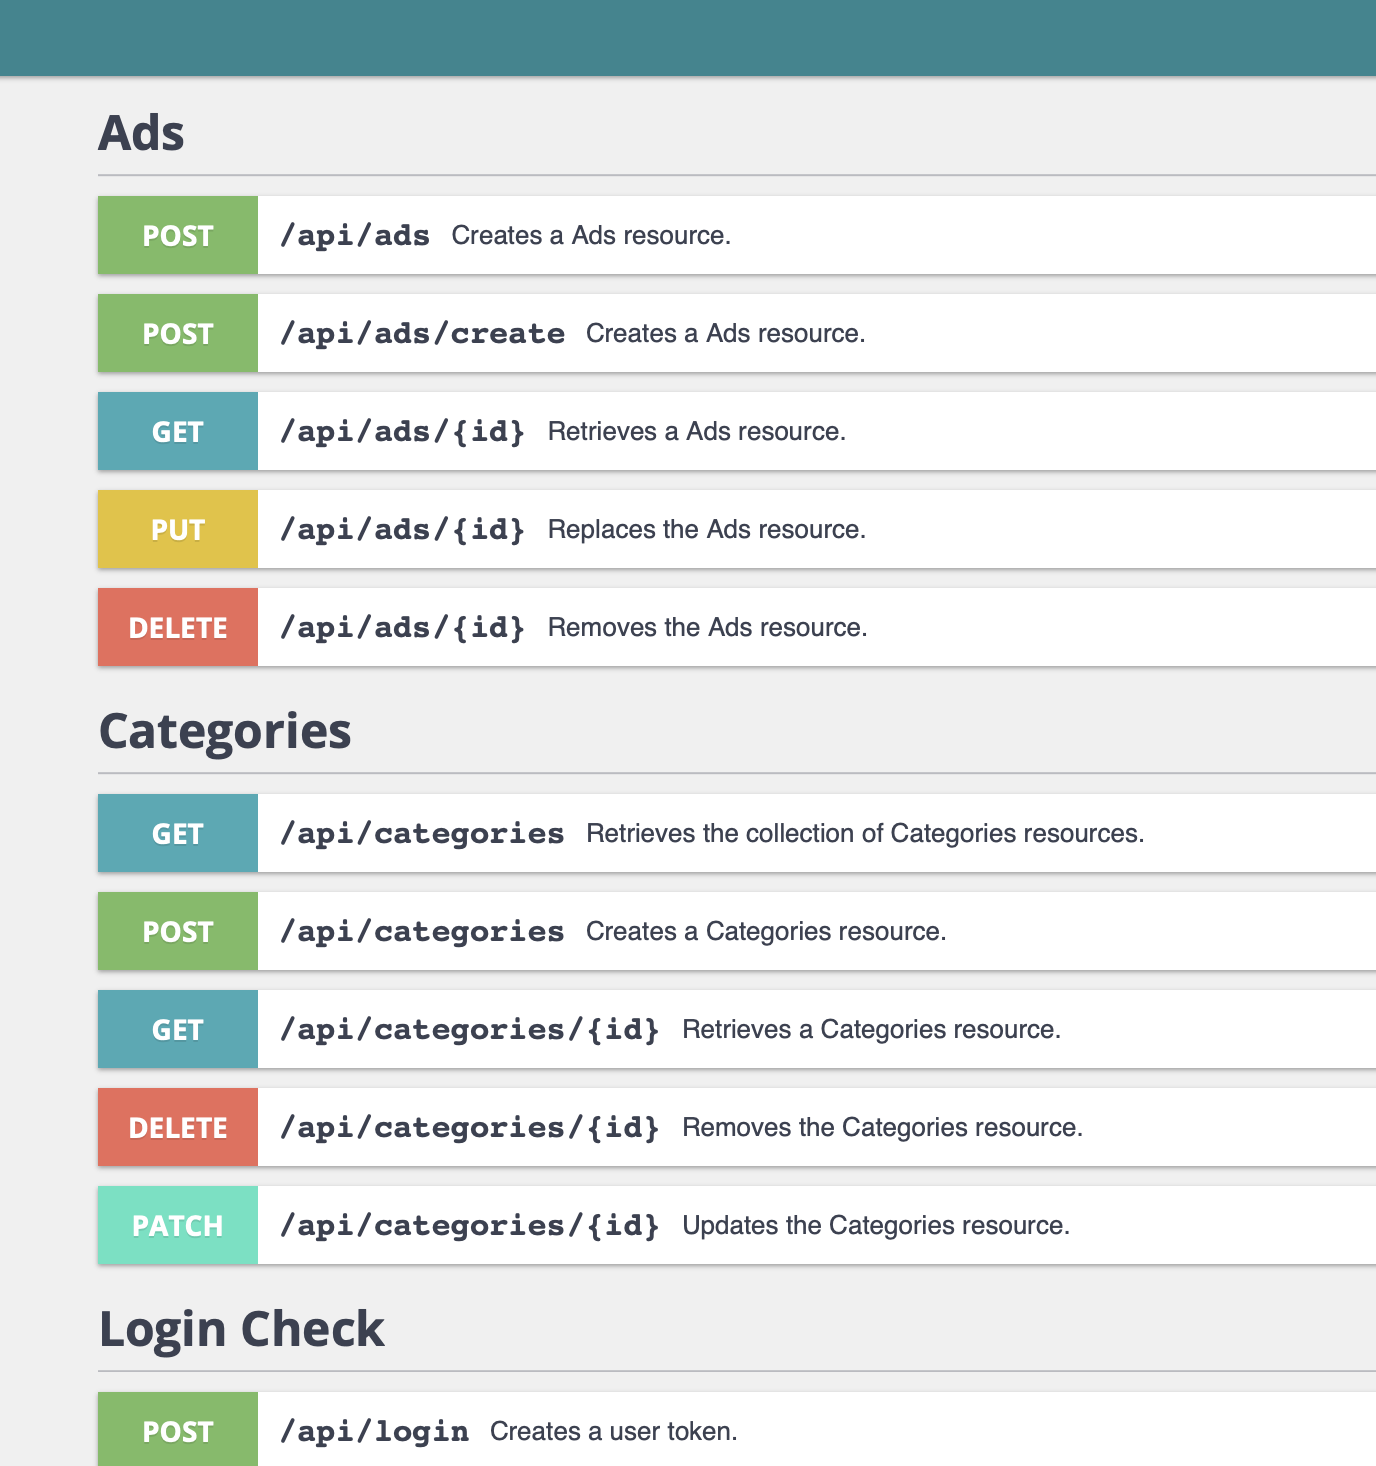 Ads
POST /api/ads Creates a Ads resource.
POST /api/ads/create Creates a Ads resource.
GET /api/ads/{id} Retrieves a Ads resource.
PUT /api/ads/{id} Replaces the Ads resource.
DELETE /api/ads/{id} Removes the Ads resource.
Categories
GET /api/categories Retrieves the collection of Categories resources.
POST /api/categories Creates a Categories resource.
GET /api/categories/{id} Retrieves a Categories resource.
DELETE /api/categories/{id} Removes the Categories resource.
PATCH /api/categories/{id} Updates the Categories resource.
Login Check
POST /api/login Creates a user token.